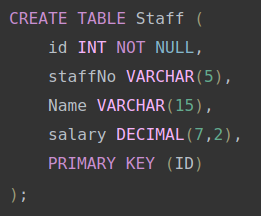 CREATE TABLE Staff (
    id INT NOT NULL,
    staffNo VARCHAR(5),
    Name VARCHAR(15),
    salary DECIMAL(7,2),
    PRIMARY KEY (ID)
);